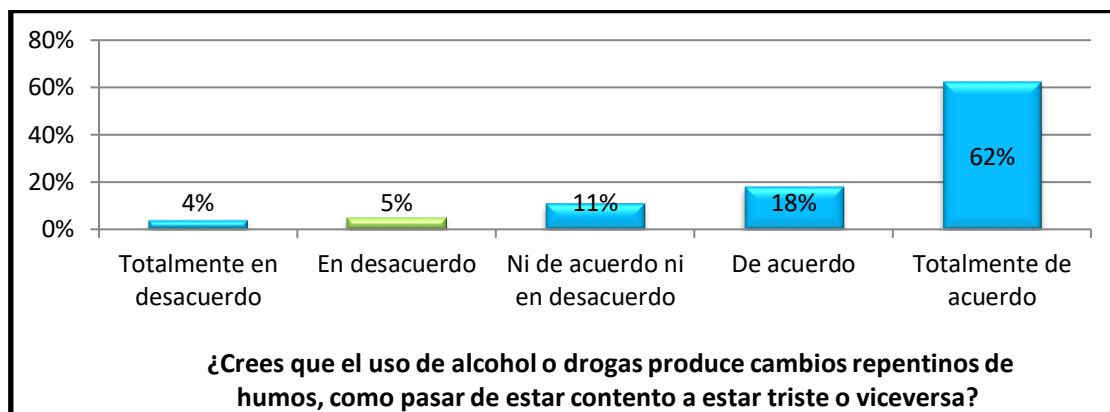 80%
60%
40%
20%
0%
4%
5%
11%
18%
62%
Totalmente en
desacuerdo
En desacuerdo
Ni de acuerdo ni
en desacuerdo
De acuerdo
Totalmente de
acuerdo
¿Crees que el uso de alcohol o drogas produce cambios repentinos de
humos, como pasar de estar contento a estar triste o viceversa?